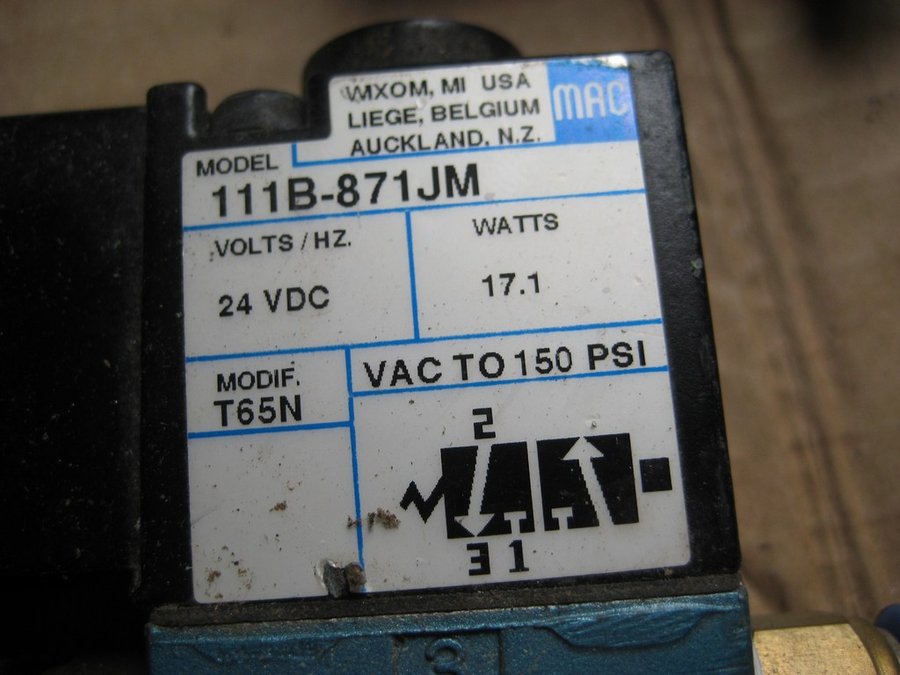 WIXOM, MI USA
LIEGE, BELGIUM
AUCKLAND, N.Z.
MAC
MODEL
111B-871JM
VOLTS / HZ.
24 VDC
WATTS
17.1
MODIF.
T65N
VAC TO 150 PSI
2
3 1
3